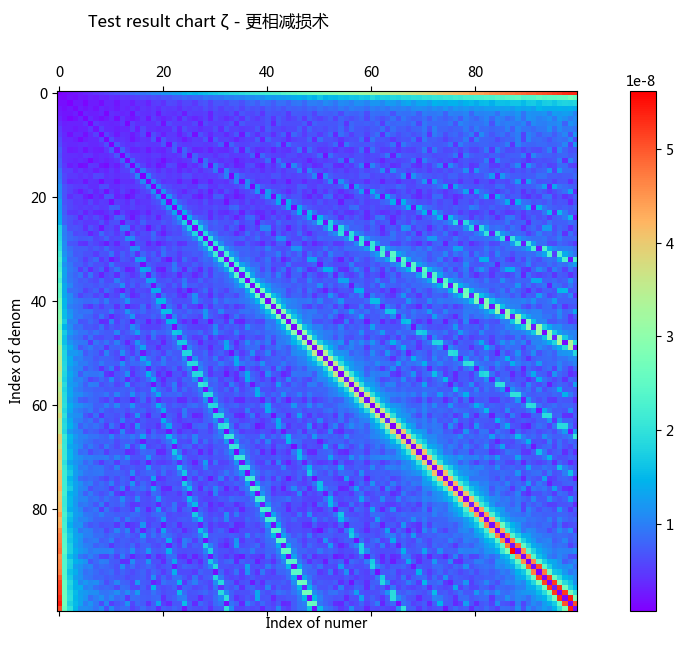 Test result chart ζ - 更相减损术
0 20 40 60 80
1e-8
0
20
40
60
80
Index of denom
5
4
3
2
1
Index of numer